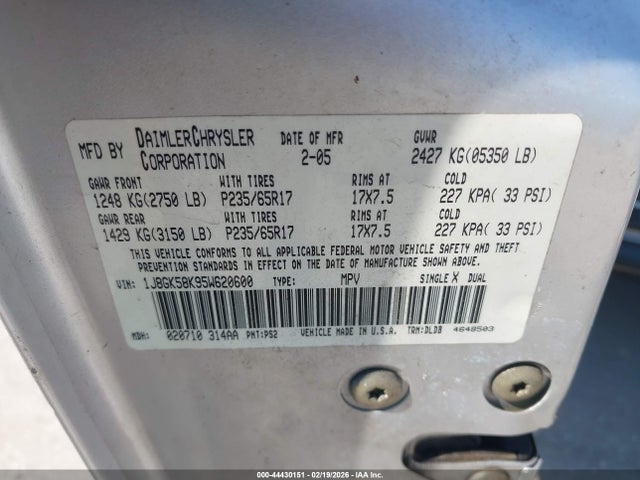 MFD BY DAIMLERCHRYSLER CORPORATION DATE OF MFR 2-05 GVWR 2427 KG(05350 LB)
GAWR FRONT WITH TIRES RIMS AT COLD
1248 KG(2750 LB) P235/65R17 17X7.5 227 KPA( 33 PSI)
GAWR REAR WITH TIRES RIMS AT COLD
1429 KG(3150 LB) P235/65R17 17X7.5 227 KPA( 33 PSI)
THIS VEHICLE CONFORMS TO ALL APPLICABLE FEDERAL MOTOR VEHICLE SAFETY AND THEFT
PREVENTION STANDARDS IN EFFECT ON THE DATE OF MANUFACTURE SHOWN ABOVE.
VIN: 1J8GK58K95W620600 TYPE: MPV SINGLE X DUAL
MDH: 020710 314AA PNT:PS2 VEHICLE MADE IN U.S.A. TRM:DLDB 4648503
000-44430151 - 02/19/2026 - IAA Inc.